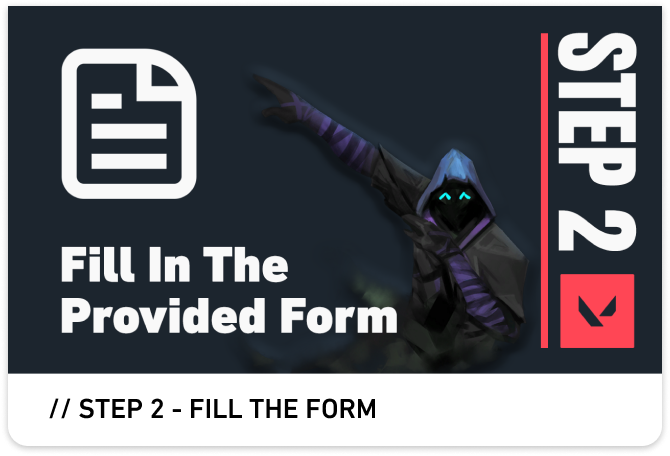 Fill In The
Provided Form
STEP 2
// STEP 2 - FILL THE FORM